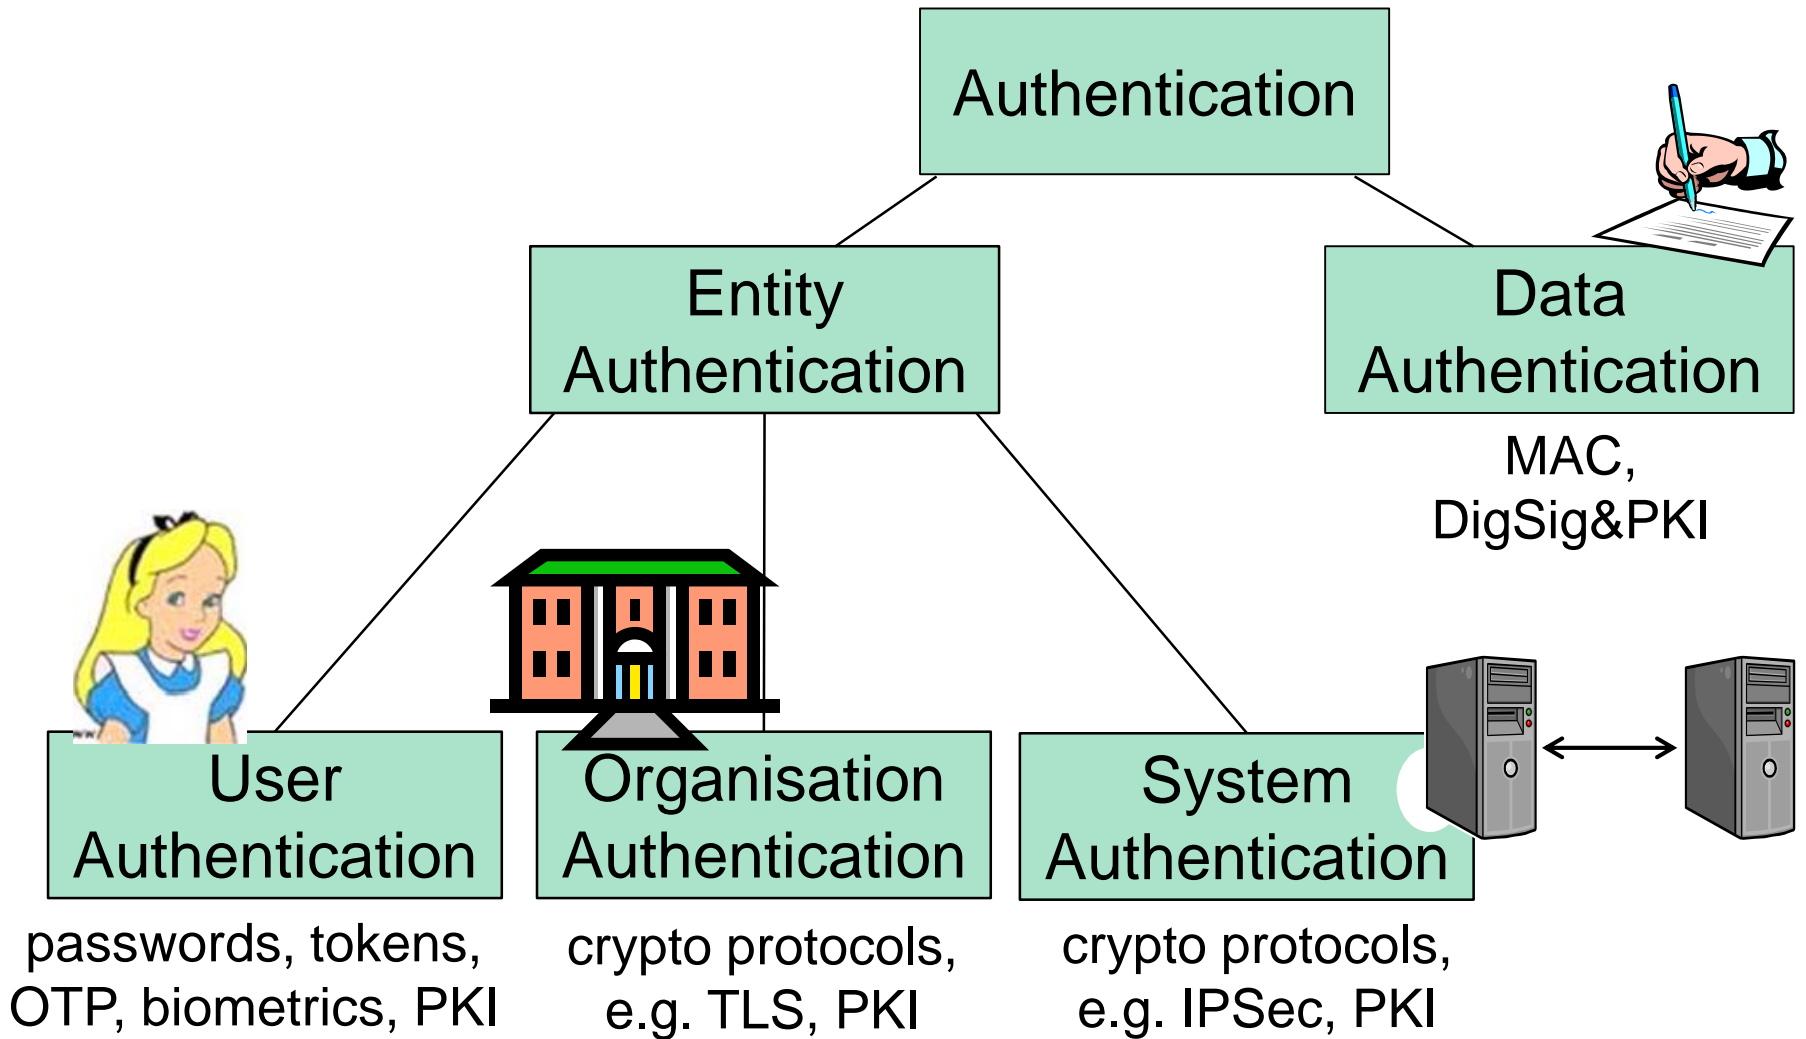 Authentication
Entity
Authentication
Data
Authentication
MAC,
DigSig&PKI
User
Authentication
Organisation
Authentication
System
Authentication
passwords, tokens,
OTP, biometrics, PKI
crypto protocols,
e.g. TLS, PKI
crypto protocols,
e.g. IPSec, PKI